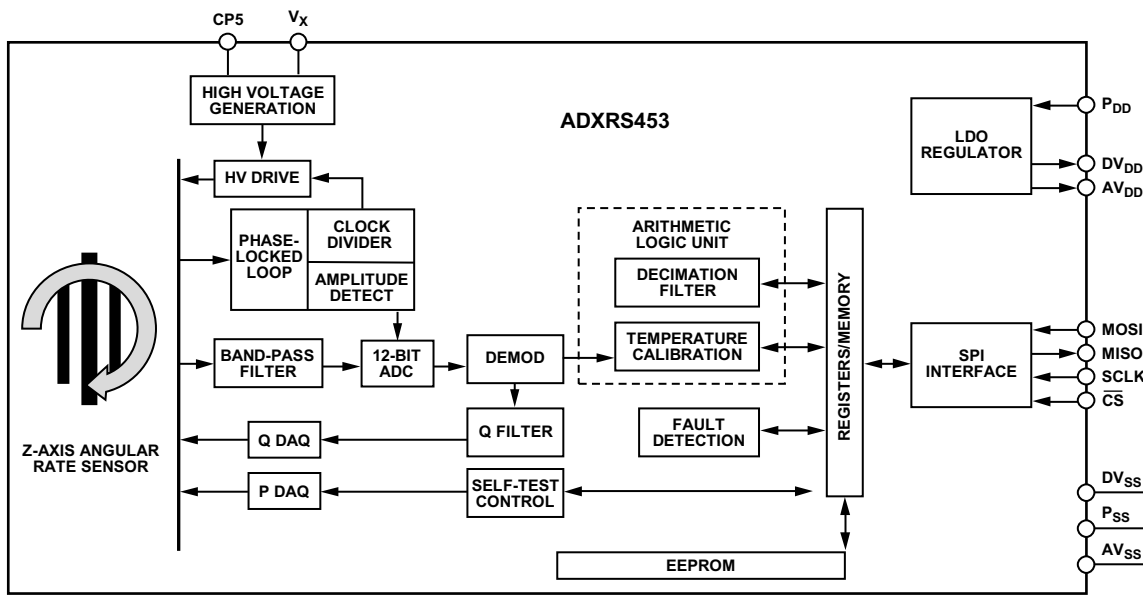 CP5
VX
HIGH VOLTAGE
GENERATION
ADXRS453
LDO
REGULATOR
PDD
DVDD
AVDD
HV DRIVE
PHASE-
LOCKED
LOOP
CLOCK
DIVIDER
AMPLITUDE
DETECT
ARITHMETIC
LOGIC UNIT
DECIMATION
FILTER
TEMPERATURE
CALIBRATION
REGISTERS/MEMORY
BAND-PASS
FILTER
12-BIT
ADC
DEMOD
SPI
INTERFACE
MOSI
MISO
SCLK
CS
Q FILTER
FAULT
DETECTION
Q DAQ
Z-AXIS ANGULAR
RATE SENSOR
P DAQ
SELF-TEST
CONTROL
DVSS
PSS
AVSS
EEPROM